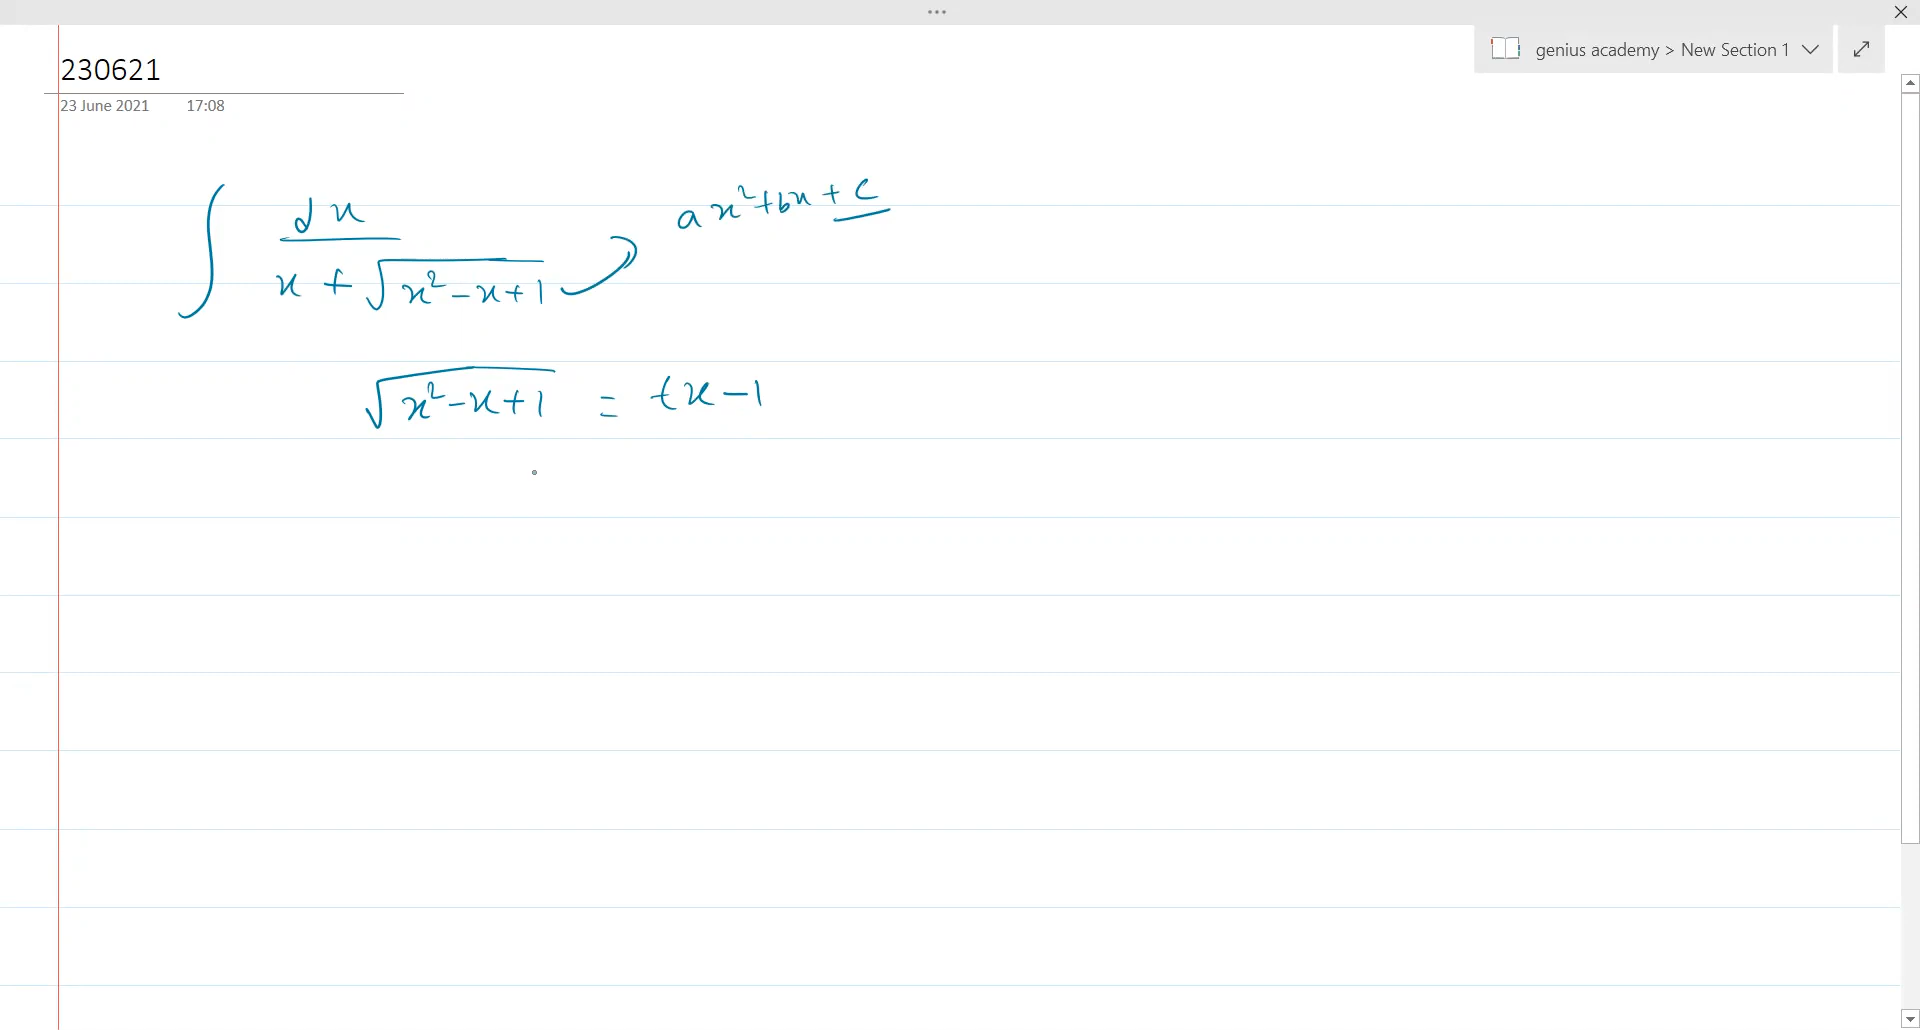 genius academy > New Section 1
230621
23 June 2021 17:08
∫ dx / (x + √(x² - x + 1))
ax² + bx + c
√(x² - x + 1) = tx - 1